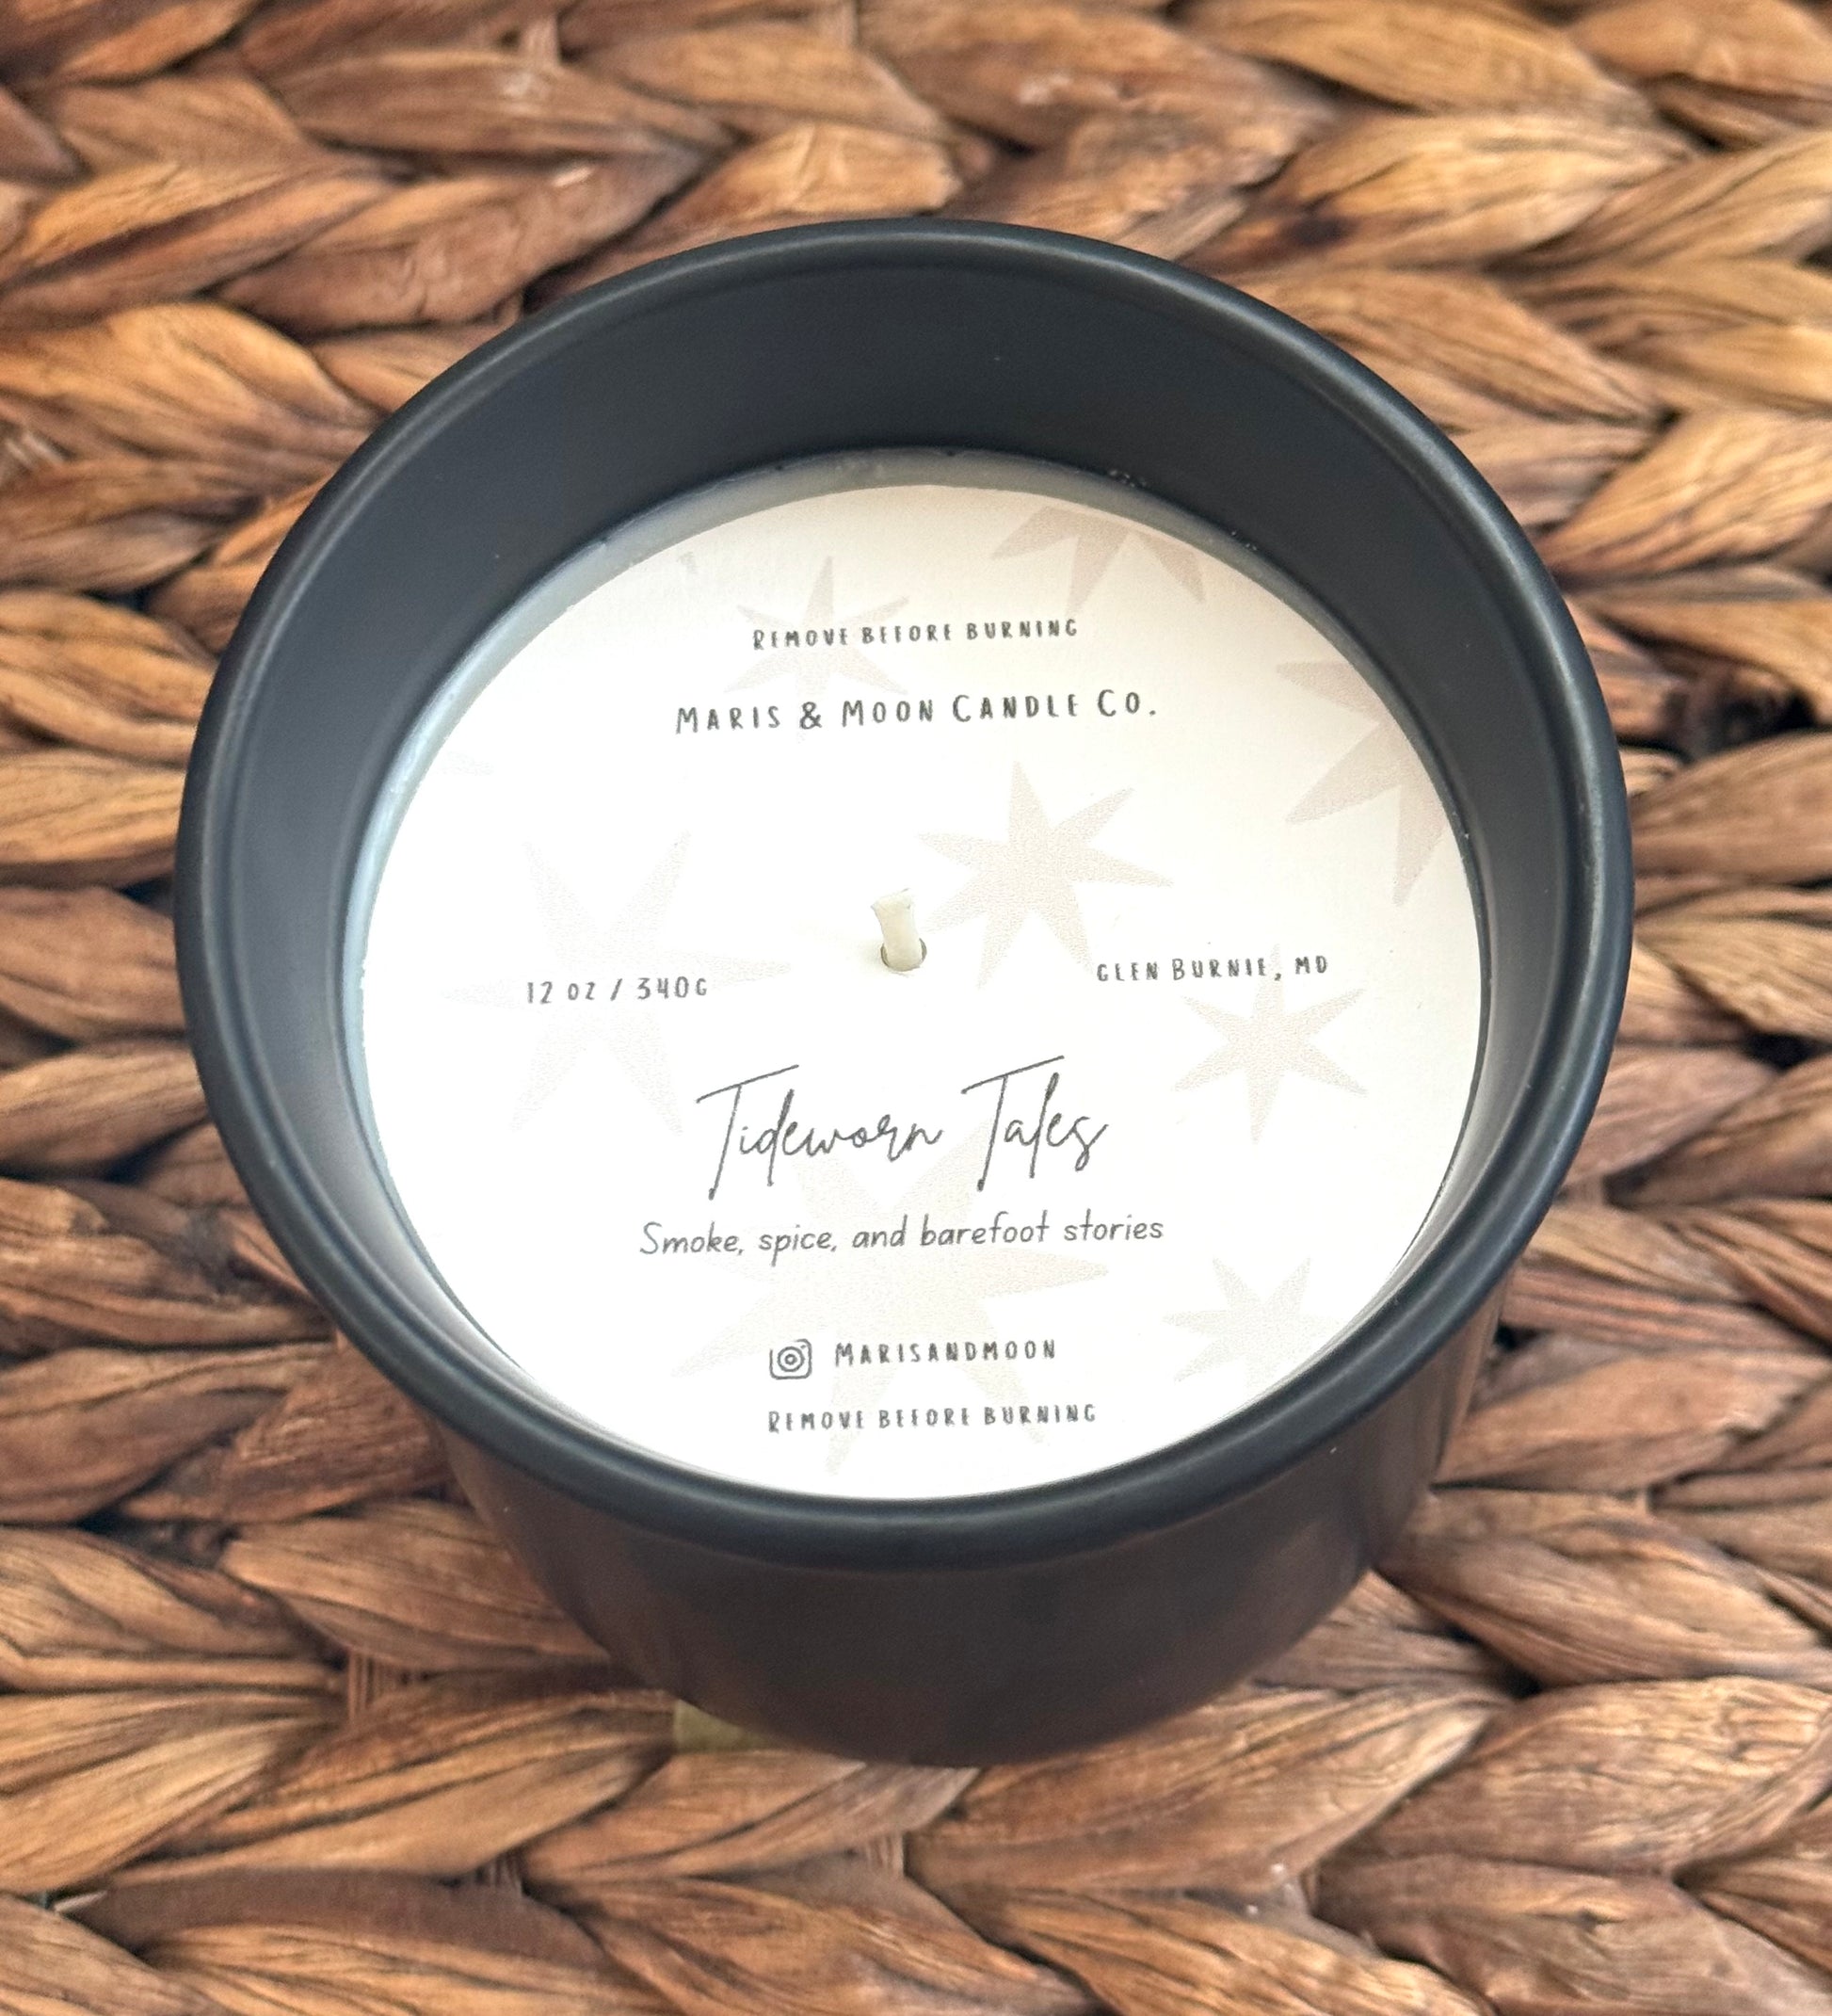 Remove before burning
Maris & Moon Candle Co.
12 oz / 340g
Glen Burnie, MD
Tideworn Tales
Smoke, spice, and barefoot stories
Marisandmoon
Remove before burning